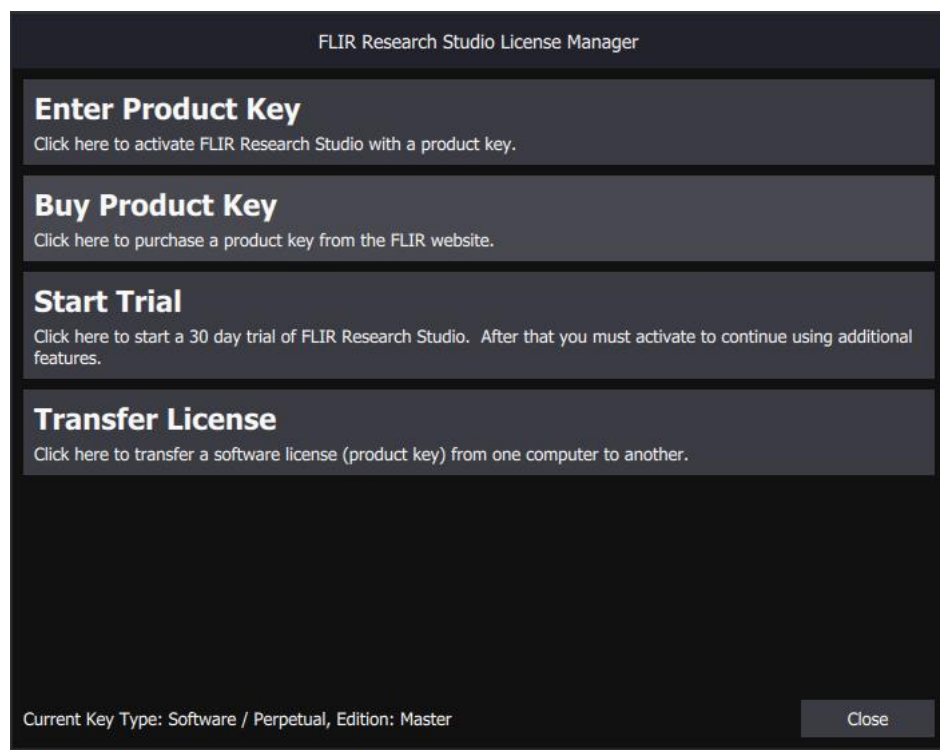 FLIR Research Studio License Manager
Enter Product Key
Click here to activate FLIR Research Studio with a product key.
Buy Product Key
Click here to purchase a product key from the FLIR website.
Start Trial
Click here to start a 30 day trial of FLIR Research Studio.  After that you must activate to continue using additional
features.
Transfer License
Click here to transfer a software license (product key) from one computer to another.
Current Key Type: Software / Perpetual, Edition: Master
Close